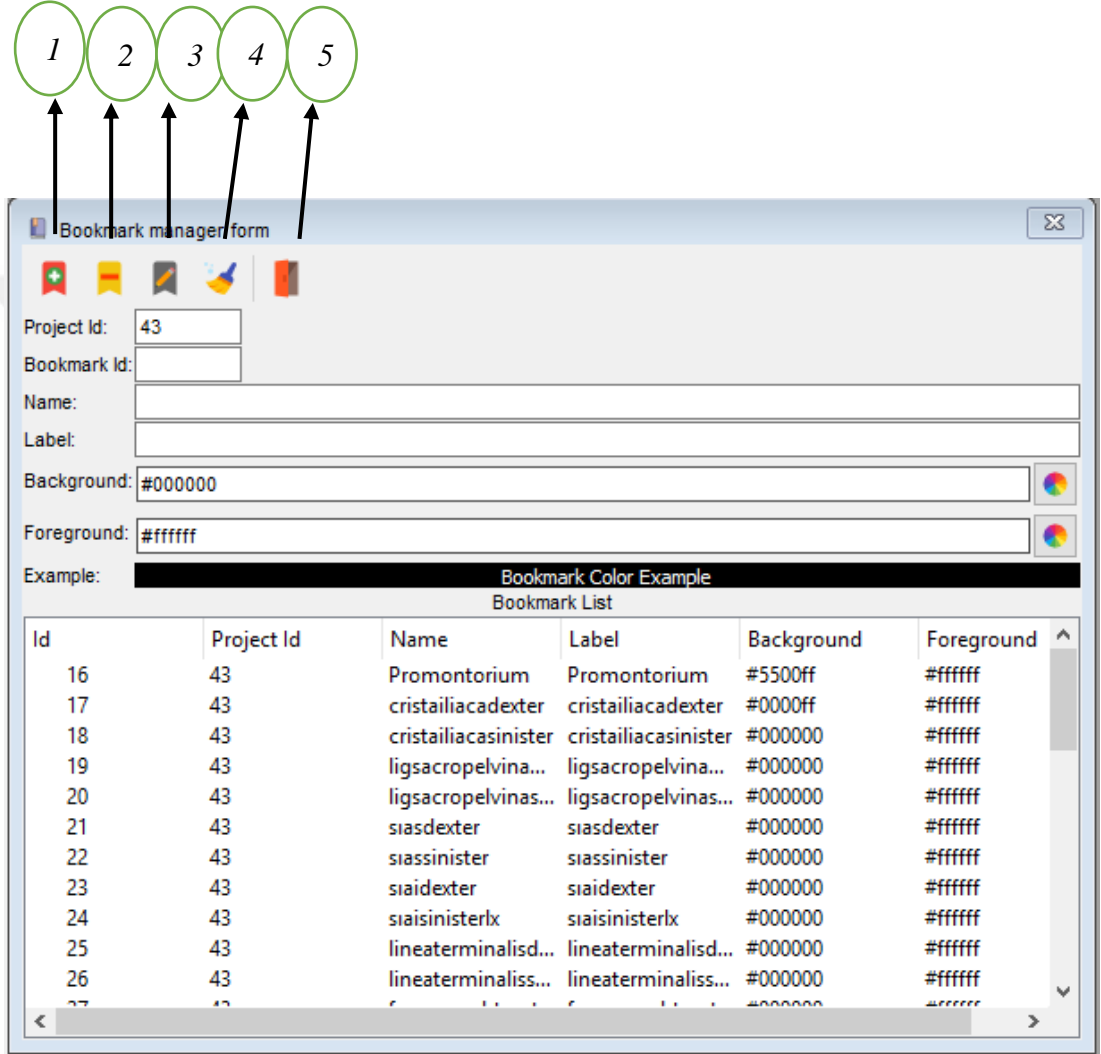 1 2 3 4 5
Bookmark manager form
Project Id: 43
Bookmark Id:
Name:
Label:
Background: #000000
Foreground: #ffffff
Example: Bookmark Color Example
Bookmark List
Id Project Id Name Label Background Foreground
16 43 Promontorium Promontorium #5500ff #ffffff
17 43 cristailiacadexter cristailiacadexter #0000ff #ffffff
18 43 cristailiacasinister cristailiacasinister #000000 #ffffff
19 43 ligsacropelvina... ligsacropelvina... #000000 #ffffff
20 43 ligsacropelvinas... ligsacropelvinas... #000000 #ffffff
21 43 sıasdexter sıasdexter #000000 #ffffff
22 43 sıassinister sıassinister #000000 #ffffff
23 43 sıaidexter sıaidexter #000000 #ffffff
24 43 sıaisinisterlx sıaisinisterlx #000000 #ffffff
25 43 lineaterminalisd... lineaterminalisd... #000000 #ffffff
26 43 lineaterminaliss... lineaterminaliss... #000000 #ffffff